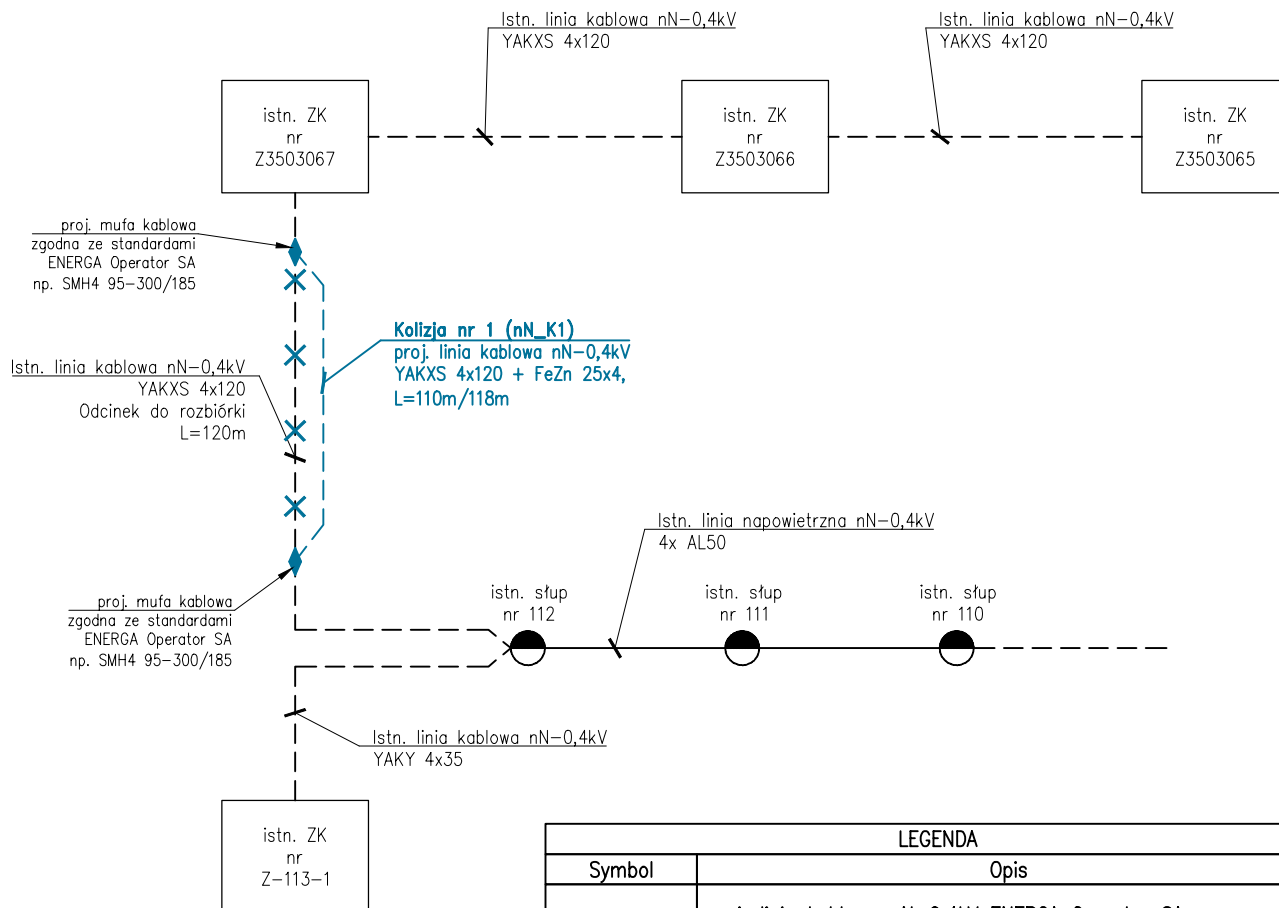 Istn. linia kablowa nN-0,4kV
YAKXS 4x120
Istn. linia kablowa nN-0,4kV
YAKXS 4x120
istn. ZK
nr
Z3503067
istn. ZK
nr
Z3503066
istn. ZK
nr
Z3503065
proj. mufa kablowa
zgodna ze standardami
ENERGA Operator SA
np. SMH4 95-300/185
Kolizja nr 1 (nN_K1)
proj. linia kablowa nN-0,4kV
YAKXS 4x120 + FeZn 25x4,
L=110m/118m
Istn. linia kablowa nN-0,4kV
YAKXS 4x120
Odcinek do rozbiórki
L=120m
Istn. linia napowietrzna nN-0,4kV
4x AL50
istn. słup
nr 112
istn. słup
nr 111
istn. słup
nr 110
proj. mufa kablowa
zgodna ze standardami
ENERGA Operator SA
np. SMH4 95-300/185
Istn. linia kablowa nN-0,4kV
YAKY 4x35
istn. ZK
nr
Z-113-1
LEGENDA
Symbol Opis